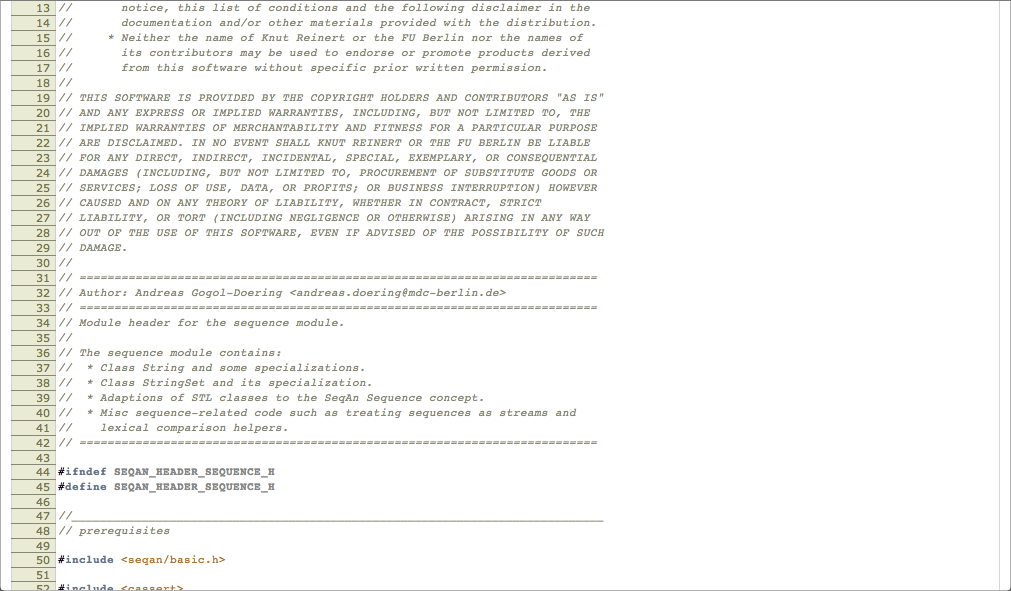 13 //       notice, this list of conditions and the following disclaimer in the
14 //       documentation and/or other materials provided with the distribution.
15 //     * Neither the name of Knut Reinert or the FU Berlin nor the names of
16 //       its contributors may be used to endorse or promote products derived
17 //       from this software without specific prior written permission.
18 //
19 // THIS SOFTWARE IS PROVIDED BY THE COPYRIGHT HOLDERS AND CONTRIBUTORS "AS IS"
20 // AND ANY EXPRESS OR IMPLIED WARRANTIES, INCLUDING, BUT NOT LIMITED TO, THE
21 // IMPLIED WARRANTIES OF MERCHANTABILITY AND FITNESS FOR A PARTICULAR PURPOSE
22 // ARE DISCLAIMED. IN NO EVENT SHALL KNUT REINERT OR THE FU BERLIN BE LIABLE
23 // FOR ANY DIRECT, INDIRECT, INCIDENTAL, SPECIAL, EXEMPLARY, OR CONSEQUENTIAL
24 // DAMAGES (INCLUDING, BUT NOT LIMITED TO, PROCUREMENT OF SUBSTITUTE GOODS OR
25 // SERVICES; LOSS OF USE, DATA, OR PROFITS; OR BUSINESS INTERRUPTION) HOWEVER
26 // CAUSED AND ON ANY THEORY OF LIABILITY, WHETHER IN CONTRACT, STRICT
27 // LIABILITY, OR TORT (INCLUDING NEGLIGENCE OR OTHERWISE) ARISING IN ANY WAY
28 // OUT OF THE USE OF THIS SOFTWARE, EVEN IF ADVISED OF THE POSSIBILITY OF SUCH
29 // DAMAGE.
30 //
31 // ==========================================================================
32 // Author: Andreas Gogol-Doering <andreas.doering@mdc-berlin.de>
33 // ==========================================================================
34 // Module header for the sequence module.
35 //
36 // The sequence module contains:
37 //  * Class String and some specializations.
38 //  * Class StringSet and its specialization.
39 //  * Adaptions of STL classes to the SeqAn Sequence concept.
40 //  * Misc sequence-related code such as treating sequences as streams and
41 //    lexical comparison helpers.
42 // ==========================================================================
43
44 #ifndef SEQAN_HEADER_SEQUENCE_H
45 #define SEQAN_HEADER_SEQUENCE_H
46
47 //____________________________________________________________________________
48 // prerequisites
49
50 #include <seqan/basic.h>
51
52 #include <cassert>